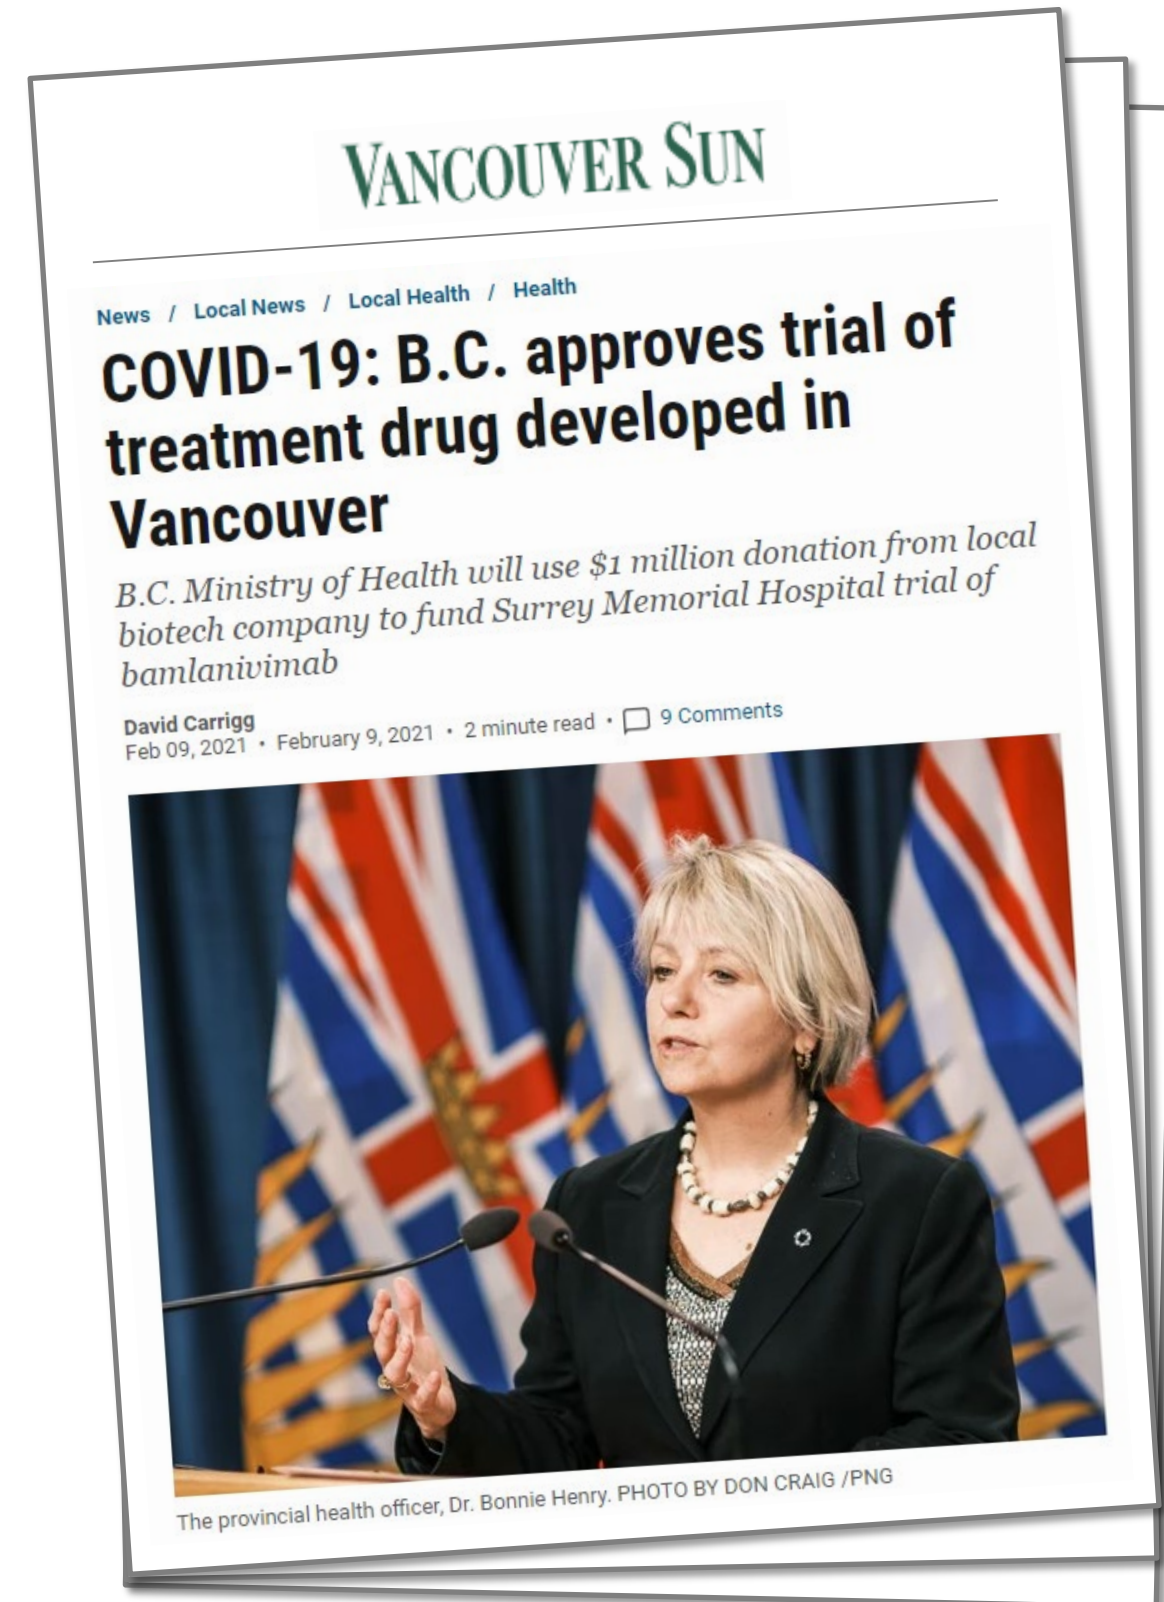 VANCOUVER SUN
News / Local News / Local Health / Health
COVID-19: B.C. approves trial of
treatment drug developed in
Vancouver
B.C. Ministry of Health will use $1 million donation from local
biotech company to fund Surrey Memorial Hospital trial of
bamlanivimab
David Carrigg
Feb 09, 2021 • February 9, 2021 • 2 minute read • 9 Comments
The provincial health officer, Dr. Bonnie Henry. PHOTO BY DON CRAIG /PNG